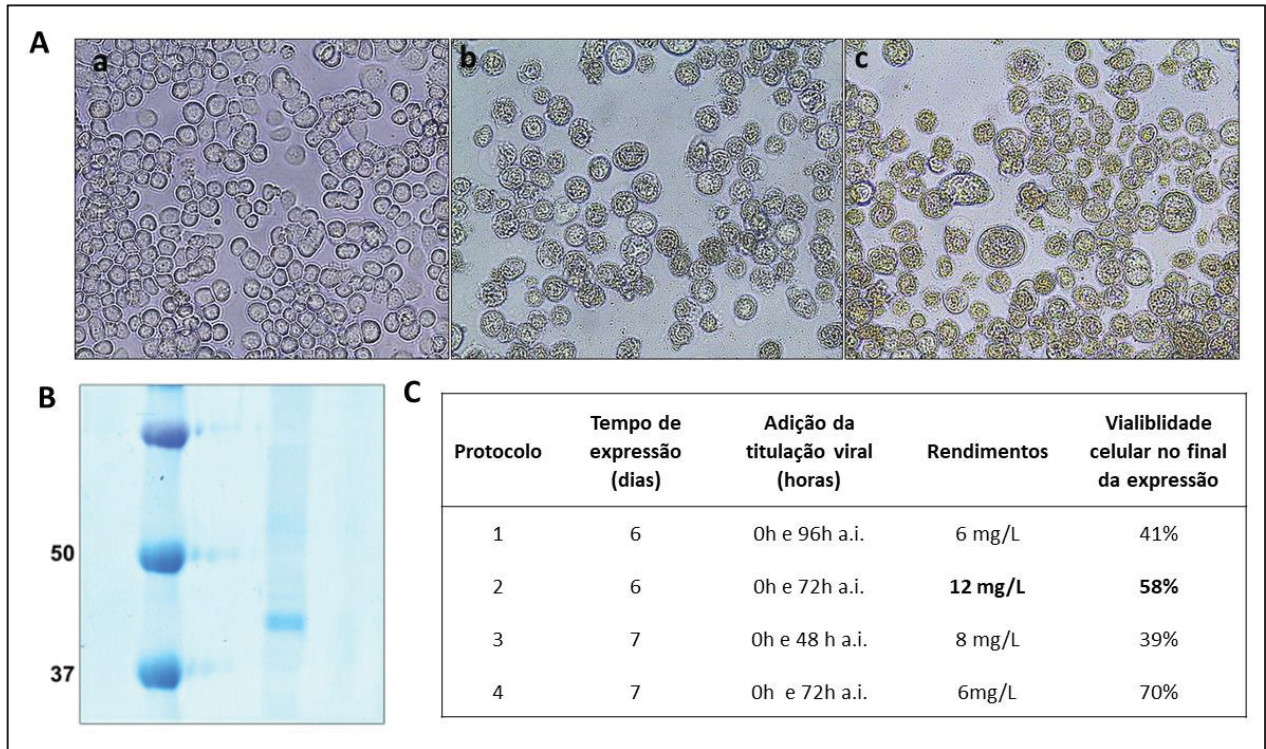 A
a
b
c
B
50
37
C
Protocolo
Tempo de
expressão
(dias)
Adição da
titulação viral
(horas)
Rendimentos
Vialiblidade
celular no final
da expressão
1 6 0h e 96h a.i. 6 mg/L 41%
2 6 0h e 72h a.i. 12 mg/L 58%
3 7 0h e 48 h a.i. 8 mg/L 39%
4 7 0h e 72h a.i. 6mg/L 70%